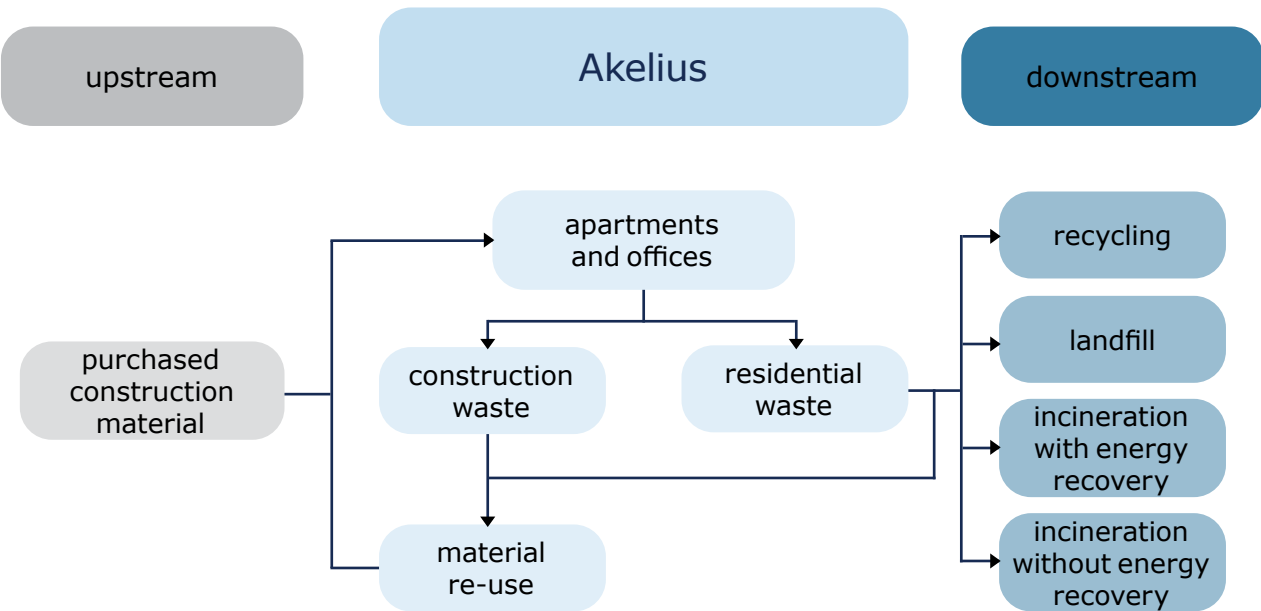 upstream
Akelius
downstream
apartments
and offices
recycling
landfill
purchased
construction
material
construction
waste
residential
waste
incineration
with energy
recovery
material
re-use
incineration
without energy
recovery